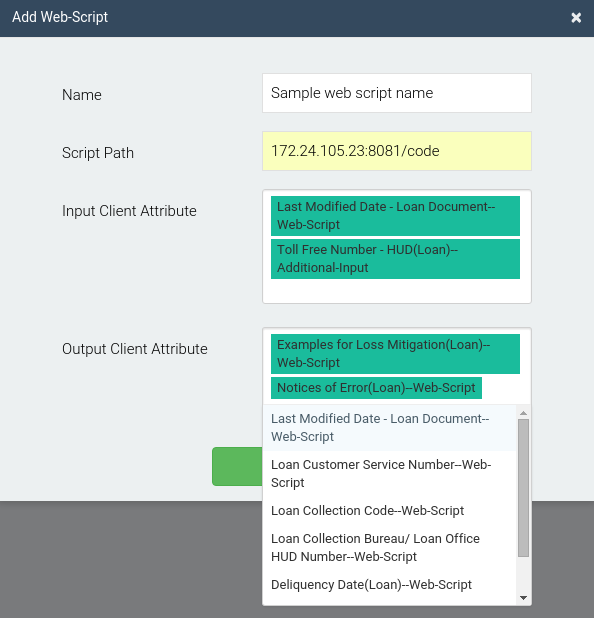 Add Web-Script
×
Name
Sample web script name
Script Path
172.24.105.23:8081/code
Input Client Attribute
Last Modified Date - Loan Document--
Web-Script
Toll Free Number - HUD(Loan)--
Additional-Input
Output Client Attribute
Examples for Loss Mitigation(Loan)--
Web-Script
Notices of Error(Loan)--Web-Script
Last Modified Date - Loan Document--
Web-Script
Loan Customer Service Number--Web-
Script
Loan Collection Code--Web-Script
Loan Collection Bureau/ Loan Office
HUD Number--Web-Script
Deliquency Date(Loan)--Web-Script